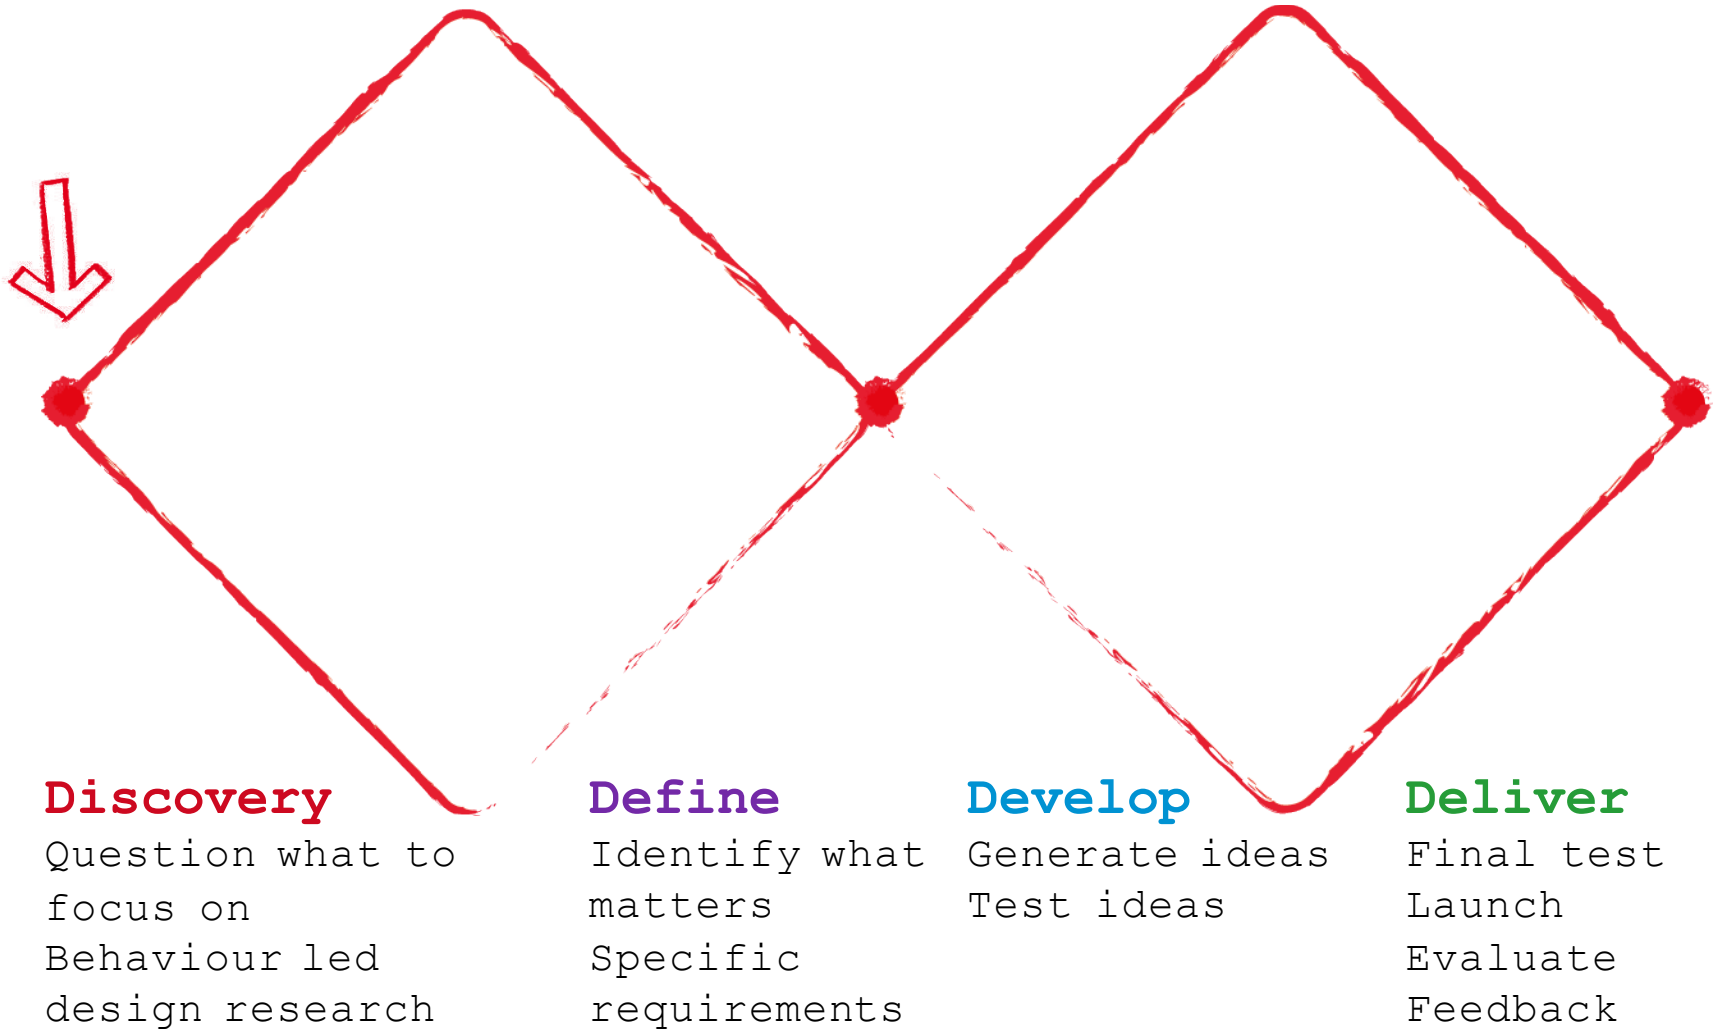 Discovery
Question what to
focus on
Behaviour led
design research
Define
Identify what
matters
Specific
requirements
Develop
Generate ideas
Test ideas
Deliver
Final test
Launch
Evaluate
Feedback